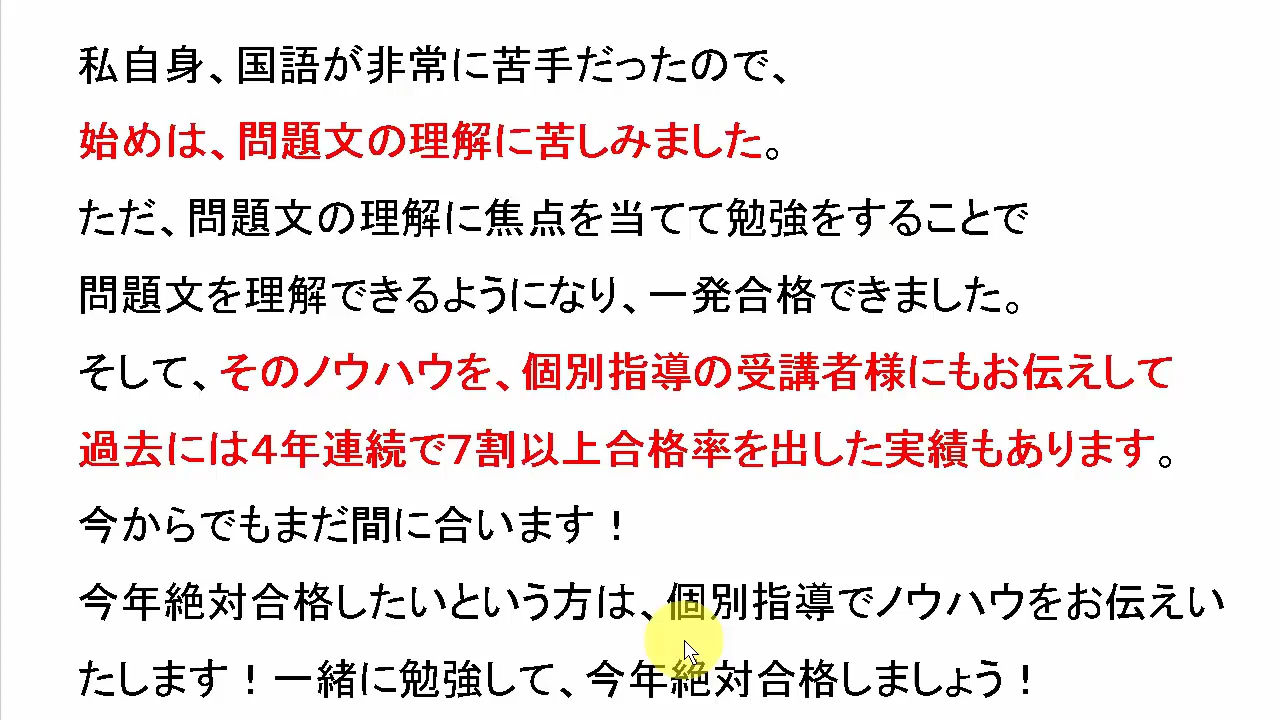 私自身、国語が非常に苦手だったので、
始めは、問題文の理解に苦しみました。
ただ、問題文の理解に焦点を当てて勉強をすることで
問題文を理解できるようになり、一発合格できました。
そして、そのノウハウを、個別指導の受講者様にもお伝えして
過去には４年連続で７割以上合格率を出した実績もあります。
今からでもまだ間に合います！
今年絶対合格したいという方は、個別指導でノウハウをお伝えい
たします！一緒に勉強して、今年絶対合格しましょう！